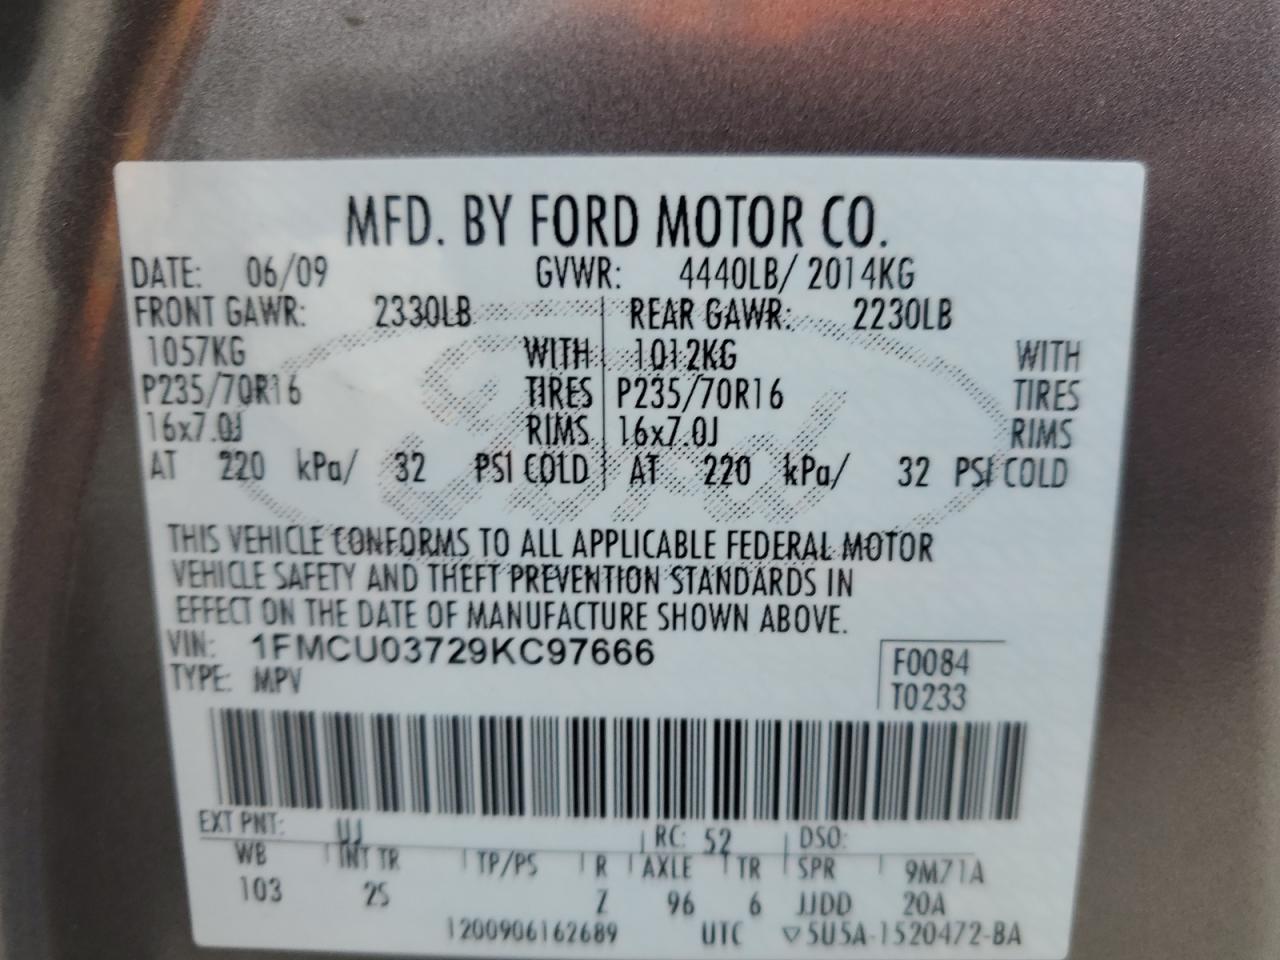 MFD. BY FORD MOTOR CO.
DATE: 06/09 GVWR: 4440LB/ 2014KG
FRONT GAWR: 2330LB REAR GAWR: 2230LB
1057KG WITH 1012KG WITH
P235/70R16 TIRES P235/70R16 TIRES
16x7.0J RIMS 16x7.0J RIMS
AT 220 kPa/ 32 PSI COLD AT 220 kPa/ 32 PSI COLD
THIS VEHICLE CONFORMS TO ALL APPLICABLE FEDERAL MOTOR
VEHICLE SAFETY AND THEFT PREVENTION STANDARDS IN
EFFECT ON THE DATE OF MANUFACTURE SHOWN ABOVE.
VIN: 1FMCU03729KC97666
F0084
TYPE: MPV
T0233
EXT PNT: UJ RC: 52 DSO:
WB INT TR TP/PS R AXLE TR SPR 9M71A
103 2S Z 96 6 JJDD 20A
1200906162689 UTC ▽5U5A-1520472-BA
Ford